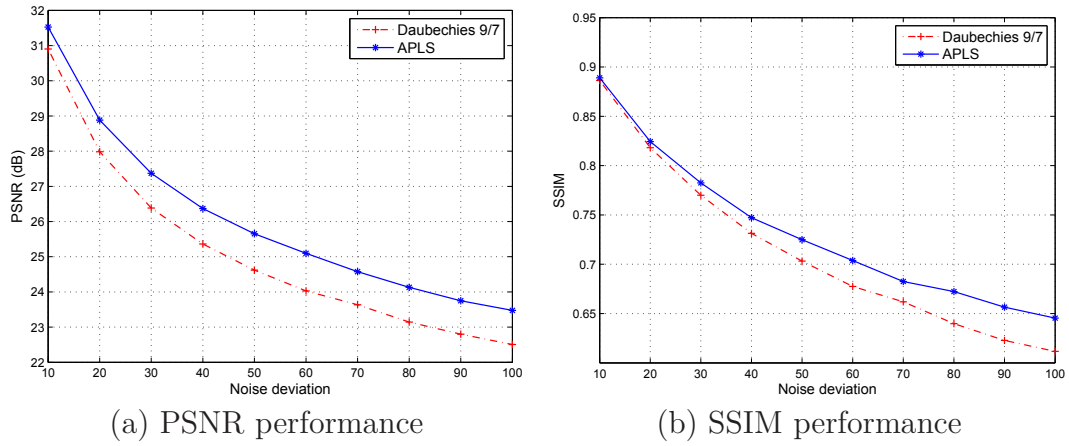 32
31
30
29
28
27
26
25
24
23
22
PSNR (dB)
Daubechies 9/7
APLS
10 20 30 40 50 60 70 80 90 100
Noise deviation
(a) PSNR performance
0.95
0.9
0.85
0.8
0.75
0.7
0.65
SSIM
Daubechies 9/7
APLS
10 20 30 40 50 60 70 80 90 100
Noise deviation
(b) SSIM performance